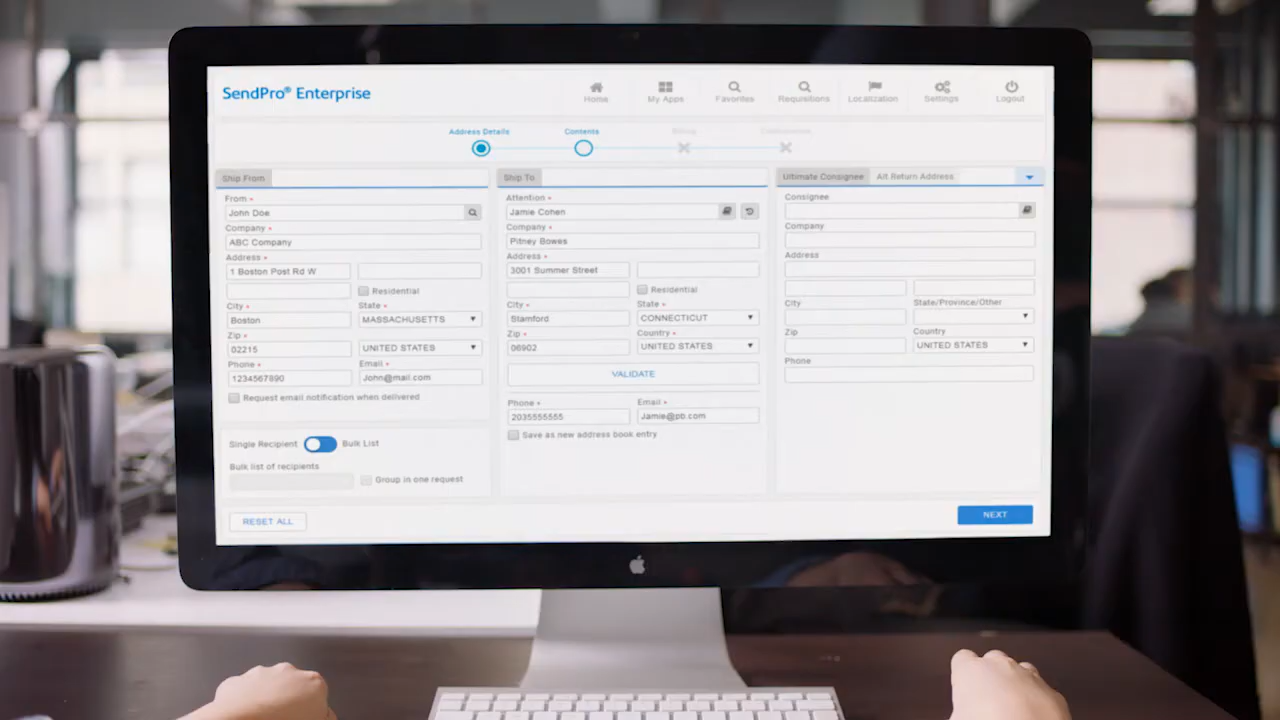 SendPro® Enterprise
Home
My Apps
Favorites
Requisitions
Localization
Settings
Logout
Address Details
Contents
Billing
Ship From
From *
John Doe
Company *
ABC Company
Address *
1 Boston Post Rd W
Residential
City *
State *
Boston
MASSACHUSETTS
Zip *
02215
UNITED STATES
Phone *
Email *
1234567890
John@mail.com
Request email notification when delivered
Single Recipient
Bulk List
Bulk list of recipients
Group in one request
RESET ALL
Ship To
Attention *
Jamie Cohen
Company *
Pitney Bowes
Address *
3001 Summer Street
Residential
City *
State *
Stamford
CONNECTICUT
Zip *
Country *
06902
UNITED STATES
VALIDATE
Phone *
Email *
2035555555
Jamie@pb.com
Save as new address book entry
Ultimate Consignee
Alt Return Address
Consignee
Company
Address
City
State/Province/Other
Zip
Country
UNITED STATES
Phone
NEXT